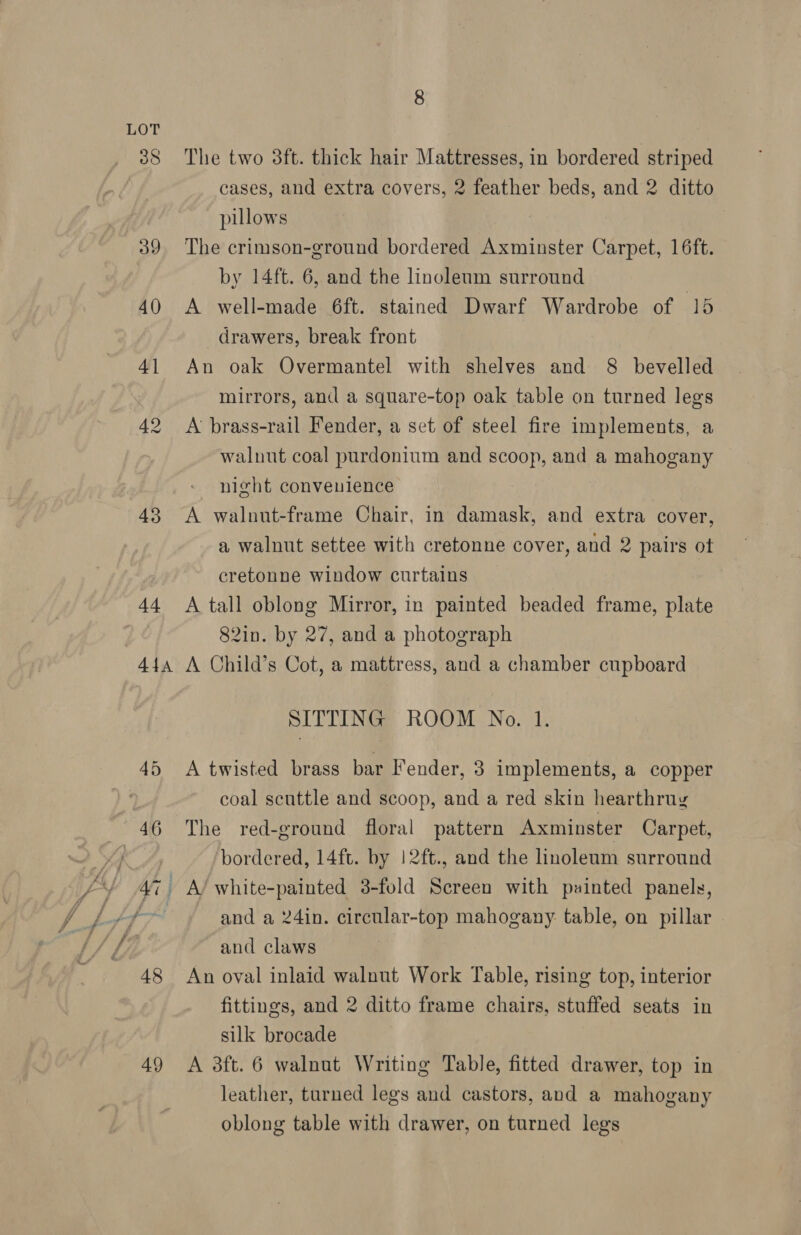 8
LOT
38 The two 3ft. thick hair Mattresses, in bordered striped
cases, and extra covers, 2 feather beds, and 2 ditto
pillows
39 The crimson-ground bordered Axminster Carpet, 16ft.
by 14ft. 6, and the linoleum surround
40 A well-made 6ft. stained Dwarf Wardrobe of 15
drawers, break front
41 An oak Overmantel with shelves and 8 bevelled
mirrors, and a square-top oak table on turned legs
42 A brass-rail Fender, a set of steel fire implements, a
walnut coal purdonium and scoop, and a mahogany
night convenience
43 A walnut-frame Chair, in damask, and extra cover,
a walnut settee with cretonne cover, and 2 pairs of
cretonne window curtains
44 A tall oblong Mirror, in painted beaded frame, plate
82in. by 27, and a photograph
44A A Child's Cot, a mattress, and a chamber cupboard
SITTING ROOM No. 1.
45 A twisted brass bar Fender, 3 implements, a copper
coal scuttle and scoop, and a red skin hearthrug
46 The red-ground floral pattern Axminster Carpet,
bordered, 14ft. by 12ft., and the linoleum surround
47 A white-painted 3-fold Screen with painted panels,
and a 24in. circular-top mahogany table, on pillar
and claws
48 An oval inlaid walnut Work Table, rising top, interior
fittings, and 2 ditto frame chairs, stuffed seats in
silk brocade
49 A 3ft. 6 walnut Writing Table, fitted drawer, top in
leather, turned legs and castors, and a mahogany
oblong table with drawer, on turned legs